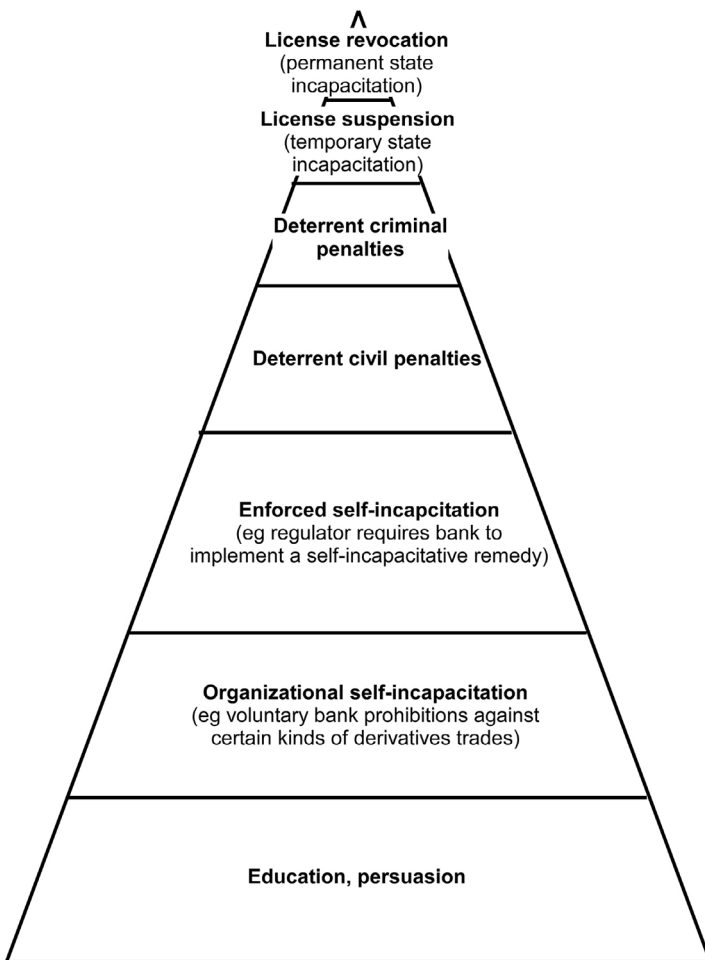 License revocation
(permanent state
incapacitation)
License suspension
(temporary state
incapacitation)
Deterrent criminal
penalties
Deterrent civil penalties
Enforced self-incapcitation
(eg regulator requires bank to
implement a self-incapacitative remedy)
Organizational self-incapacitation
(eg voluntary bank prohibitions against
certain kinds of derivatives trades)
Education, persuasion